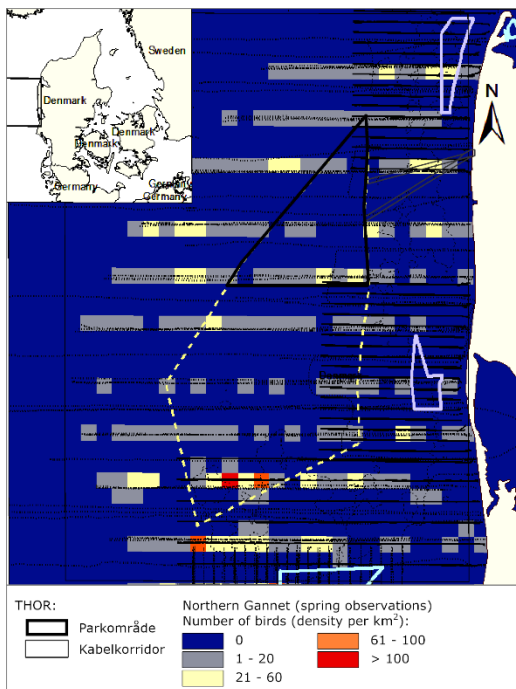 Sweden
Denmark
Denmark
Denmark
Germany
Germany
Germany
N
THOR:
Parkområde
Kabelkorridor
Northern Gannet (spring observations)
Number of birds (density per km²):
0
1 - 20
21 - 60
61 - 100
> 100